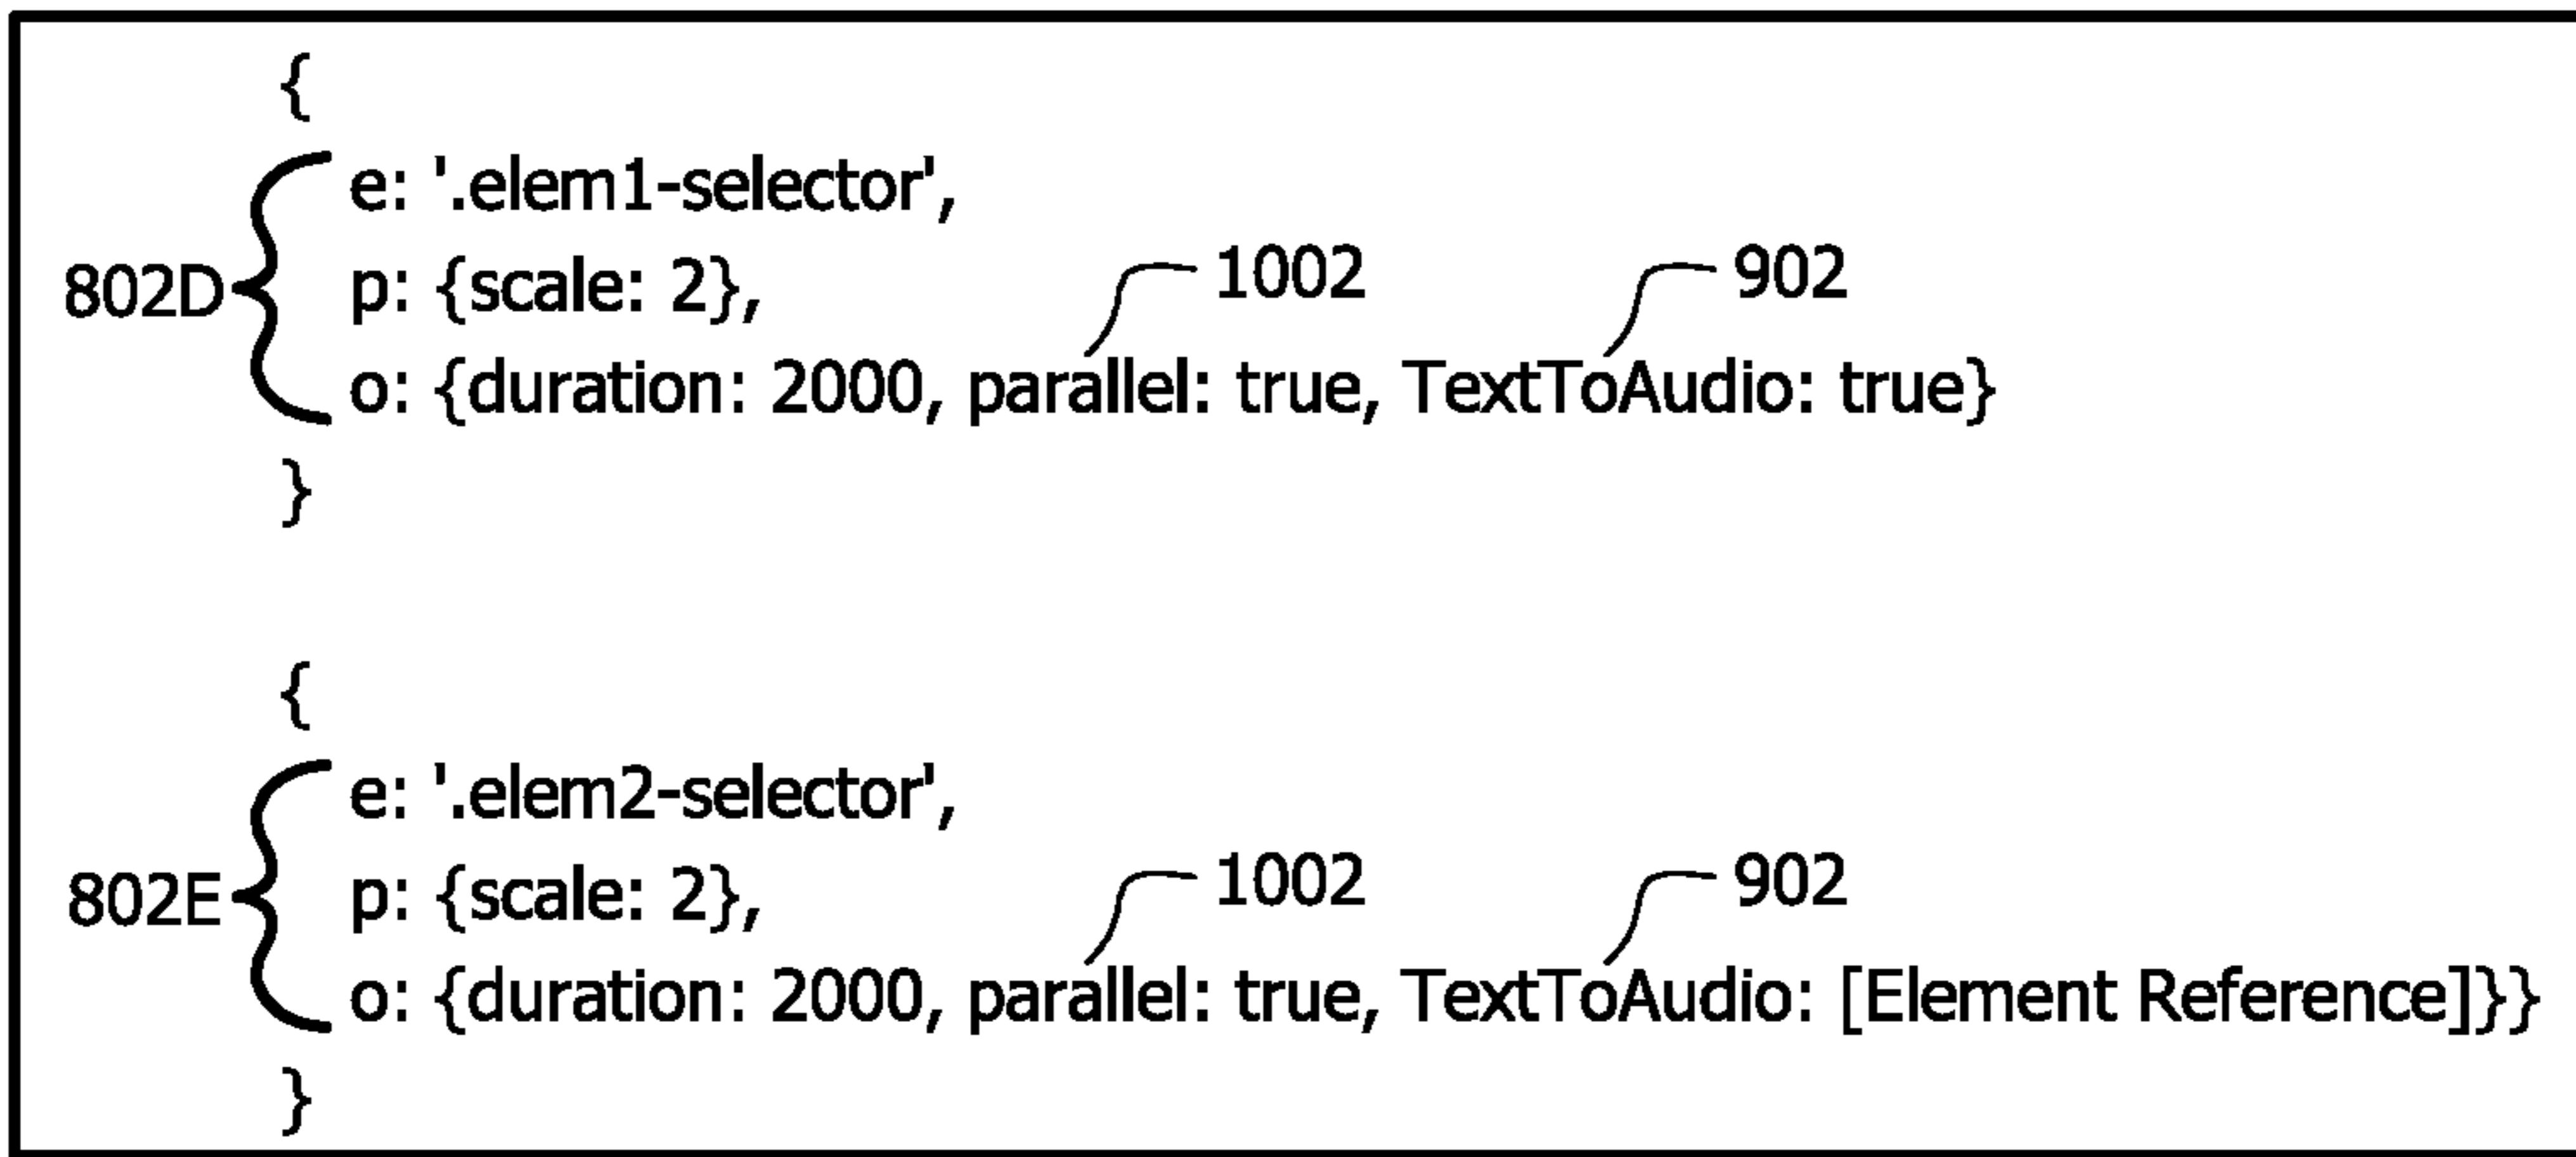 {
e: '.elem1-selector',
802D p: {scale: 2}, 1002 902
o: {duration: 2000, parallel: true, TextToAudio: true}
}
{
e: '.elem2-selector',
802E p: {scale: 2}, 1002 902
o: {duration: 2000, parallel: true, TextToAudio: [Element Reference]}}
}